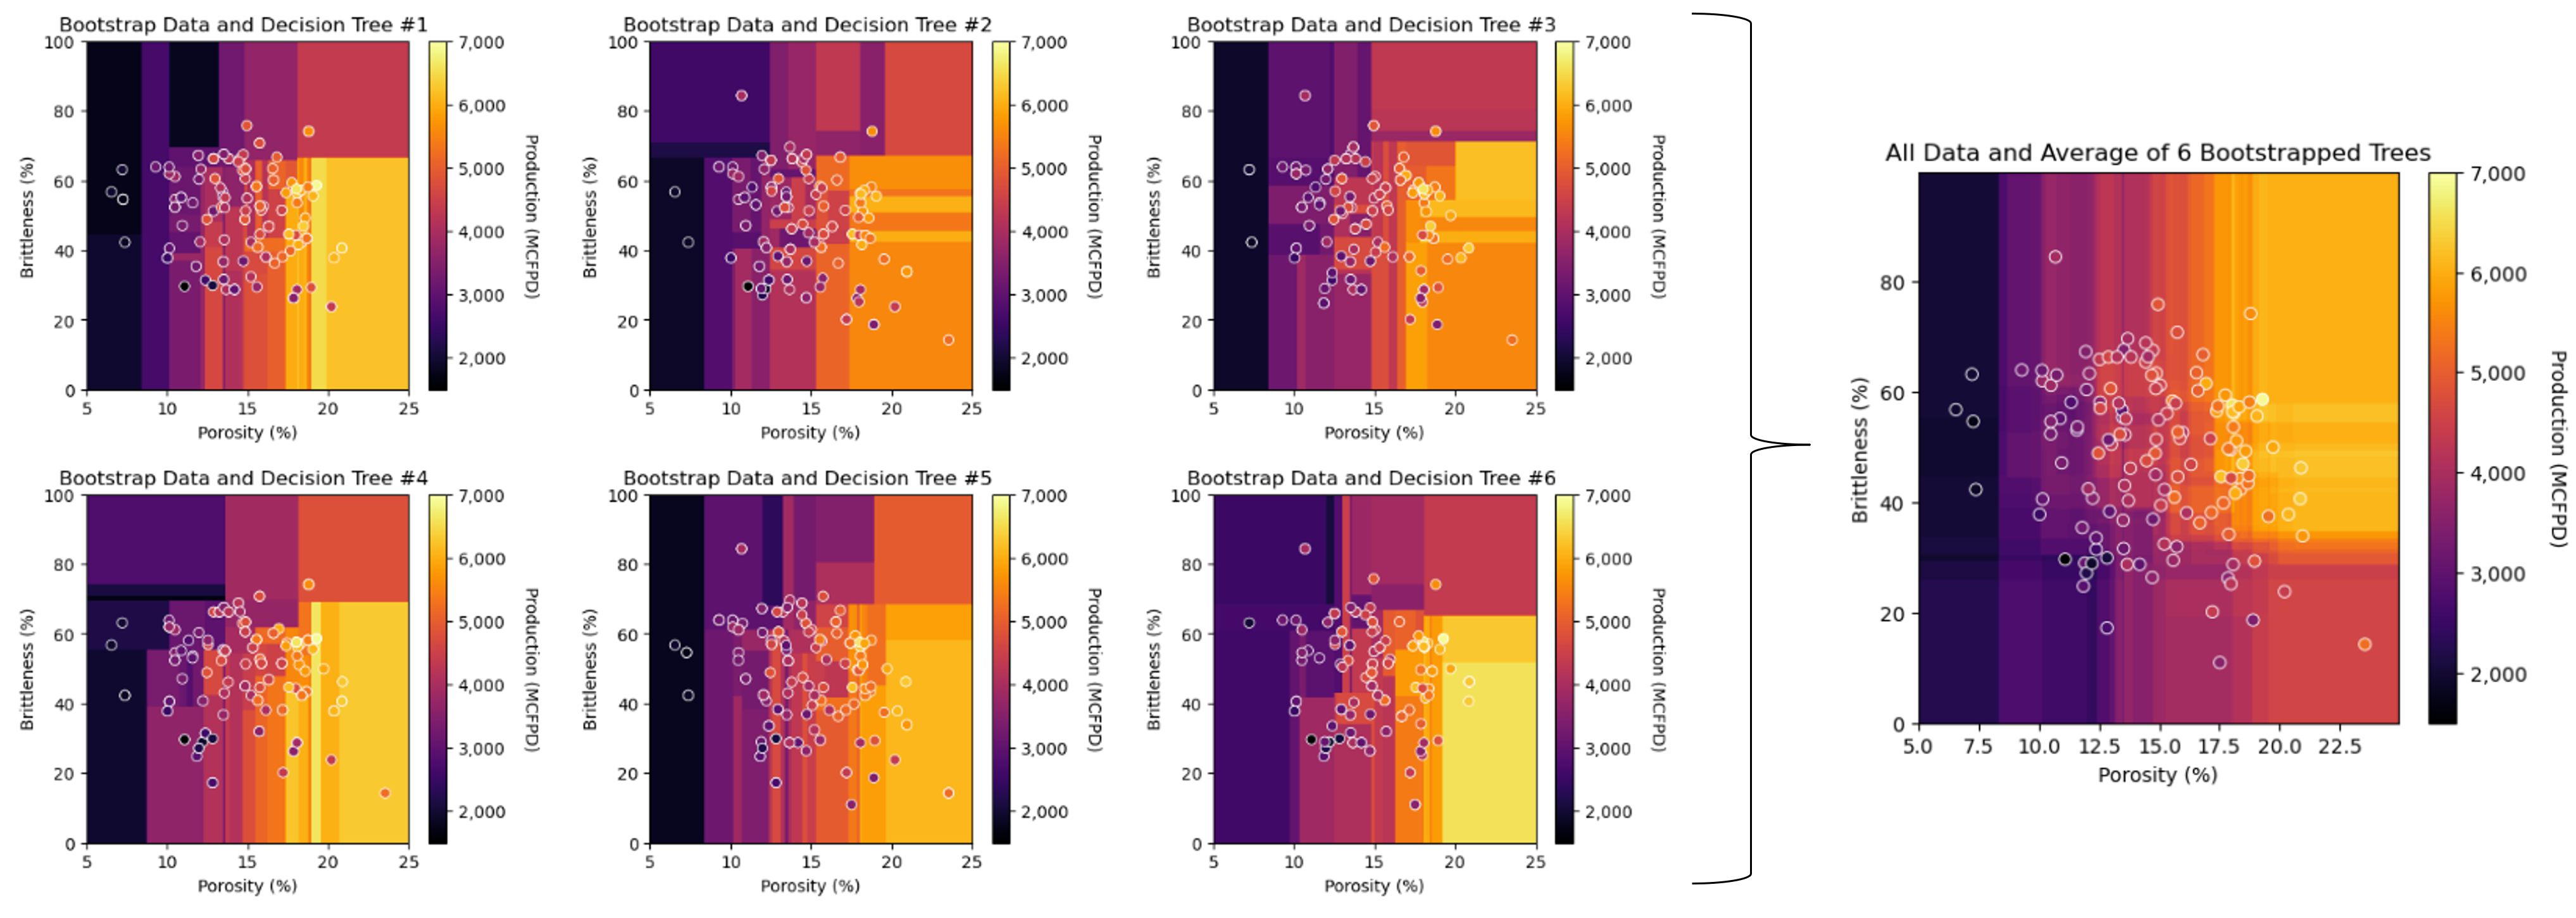 Bootstrap Data and Decision Tree #1
100
80
60
40
20
0
5 10 15 20 25
Porosity (%)
Brittleness (%)
7,000
6,000
5,000
4,000
3,000
2,000
Production (MCFPD)
Bootstrap Data and Decision Tree #2
100
80
60
40
20
0
5 10 15 20 25
Porosity (%)
Brittleness (%)
7,000
6,000
5,000
4,000
3,000
2,000
Production (MCFPD)
Bootstrap Data and Decision Tree #3
100
80
60
40
20
0
5 10 15 20 25
Porosity (%)
Brittleness (%)
7,000
6,000
5,000
4,000
3,000
2,000
Production (MCFPD)
Bootstrap Data and Decision Tree #4
100
80
60
40
20
0
5 10 15 20 25
Porosity (%)
Brittleness (%)
7,000
6,000
5,000
4,000
3,000
2,000
Production (MCFPD)
Bootstrap Data and Decision Tree #5
100
80
60
40
20
0
5 10 15 20 25
Porosity (%)
Brittleness (%)
7,000
6,000
5,000
4,000
3,000
2,000
Production (MCFPD)
Bootstrap Data and Decision Tree #6
100
80
60
40
20
0
5 10 15 20 25
Porosity (%)
Brittleness (%)
7,000
6,000
5,000
4,000
3,000
2,000
Production (MCFPD)
All Data and Average of 6 Bootstrapped Trees
80
60
40
20
0
5.0 7.5 10.0 12.5 15.0 17.5 20.0 22.5
Porosity (%)
Brittleness (%)
7,000
6,000
5,000
4,000
3,000
2,000
Production (MCFPD)